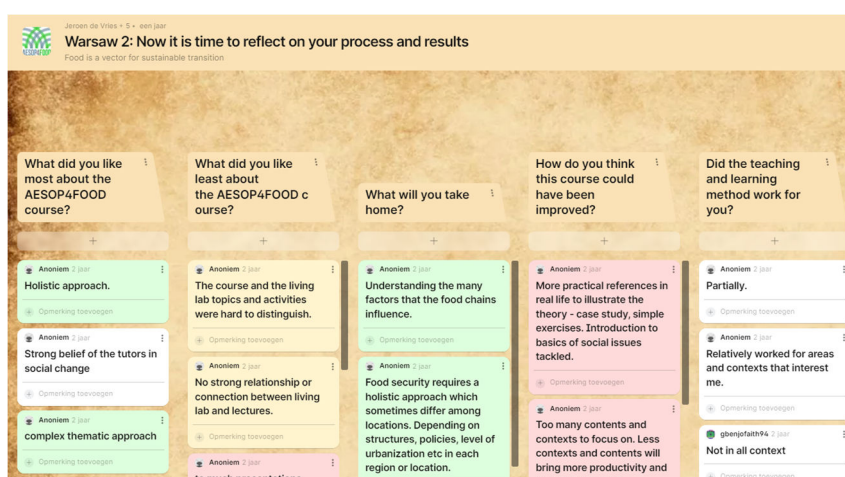 Jeroen de Vries + 5 • een jaar
Warsaw 2: Now it is time to reflect on your process and results
Food is a vector for sustainable transition
AESOP4FOOD
What did you like
most about the
AESOP4FOOD
course?
+
Anoniem 2 jaar
Holistic approach.
Opmerking toevoegen
Anoniem 2 jaar
Strong belief of the tutors in
social change
Opmerking toevoegen
Anoniem 2 jaar
complex thematic approach
Opmerking toevoegen
What did you like
least about
the AESOP4FOOD c
ourse?
+
Anoniem 2 jaar
The course and the living
lab topics and activities
were hard to distinguish.
Opmerking toevoegen
Anoniem 2 jaar
No strong relationship or
connection between living
lab and lectures.
Opmerking toevoegen
Anoniem 2 jaar
What will you take
home?
+
Anoniem 2 jaar
Understanding the many
factors that the food chains
influence.
Opmerking toevoegen
Anoniem 2 jaar
Food security requires a
holistic approach which
sometimes differ among
locations. Depending on
structures, policies, level of
urbanization etc in each
region or location.
How do you think
this course could
have been
improved?
+
Anoniem 2 jaar
More practical references in
real life to illustrate the
theory - case study, simple
exercises. Introduction to
basics of social issues
tackled.
Opmerking toevoegen
Anoniem 2 jaar
Too many contents and
contexts to focus on. Less
contexts and contents will
bring more productivity and
Did the teaching
and learning
method work for
you?
+
Anoniem 2 jaar
Partially.
Opmerking toevoegen
Anoniem 2 jaar
Relatively worked for areas
and contexts that interest
me.
Opmerking toevoegen
gbenjofaith94 2 jaar
Not in all context
Opmerking toevoegen